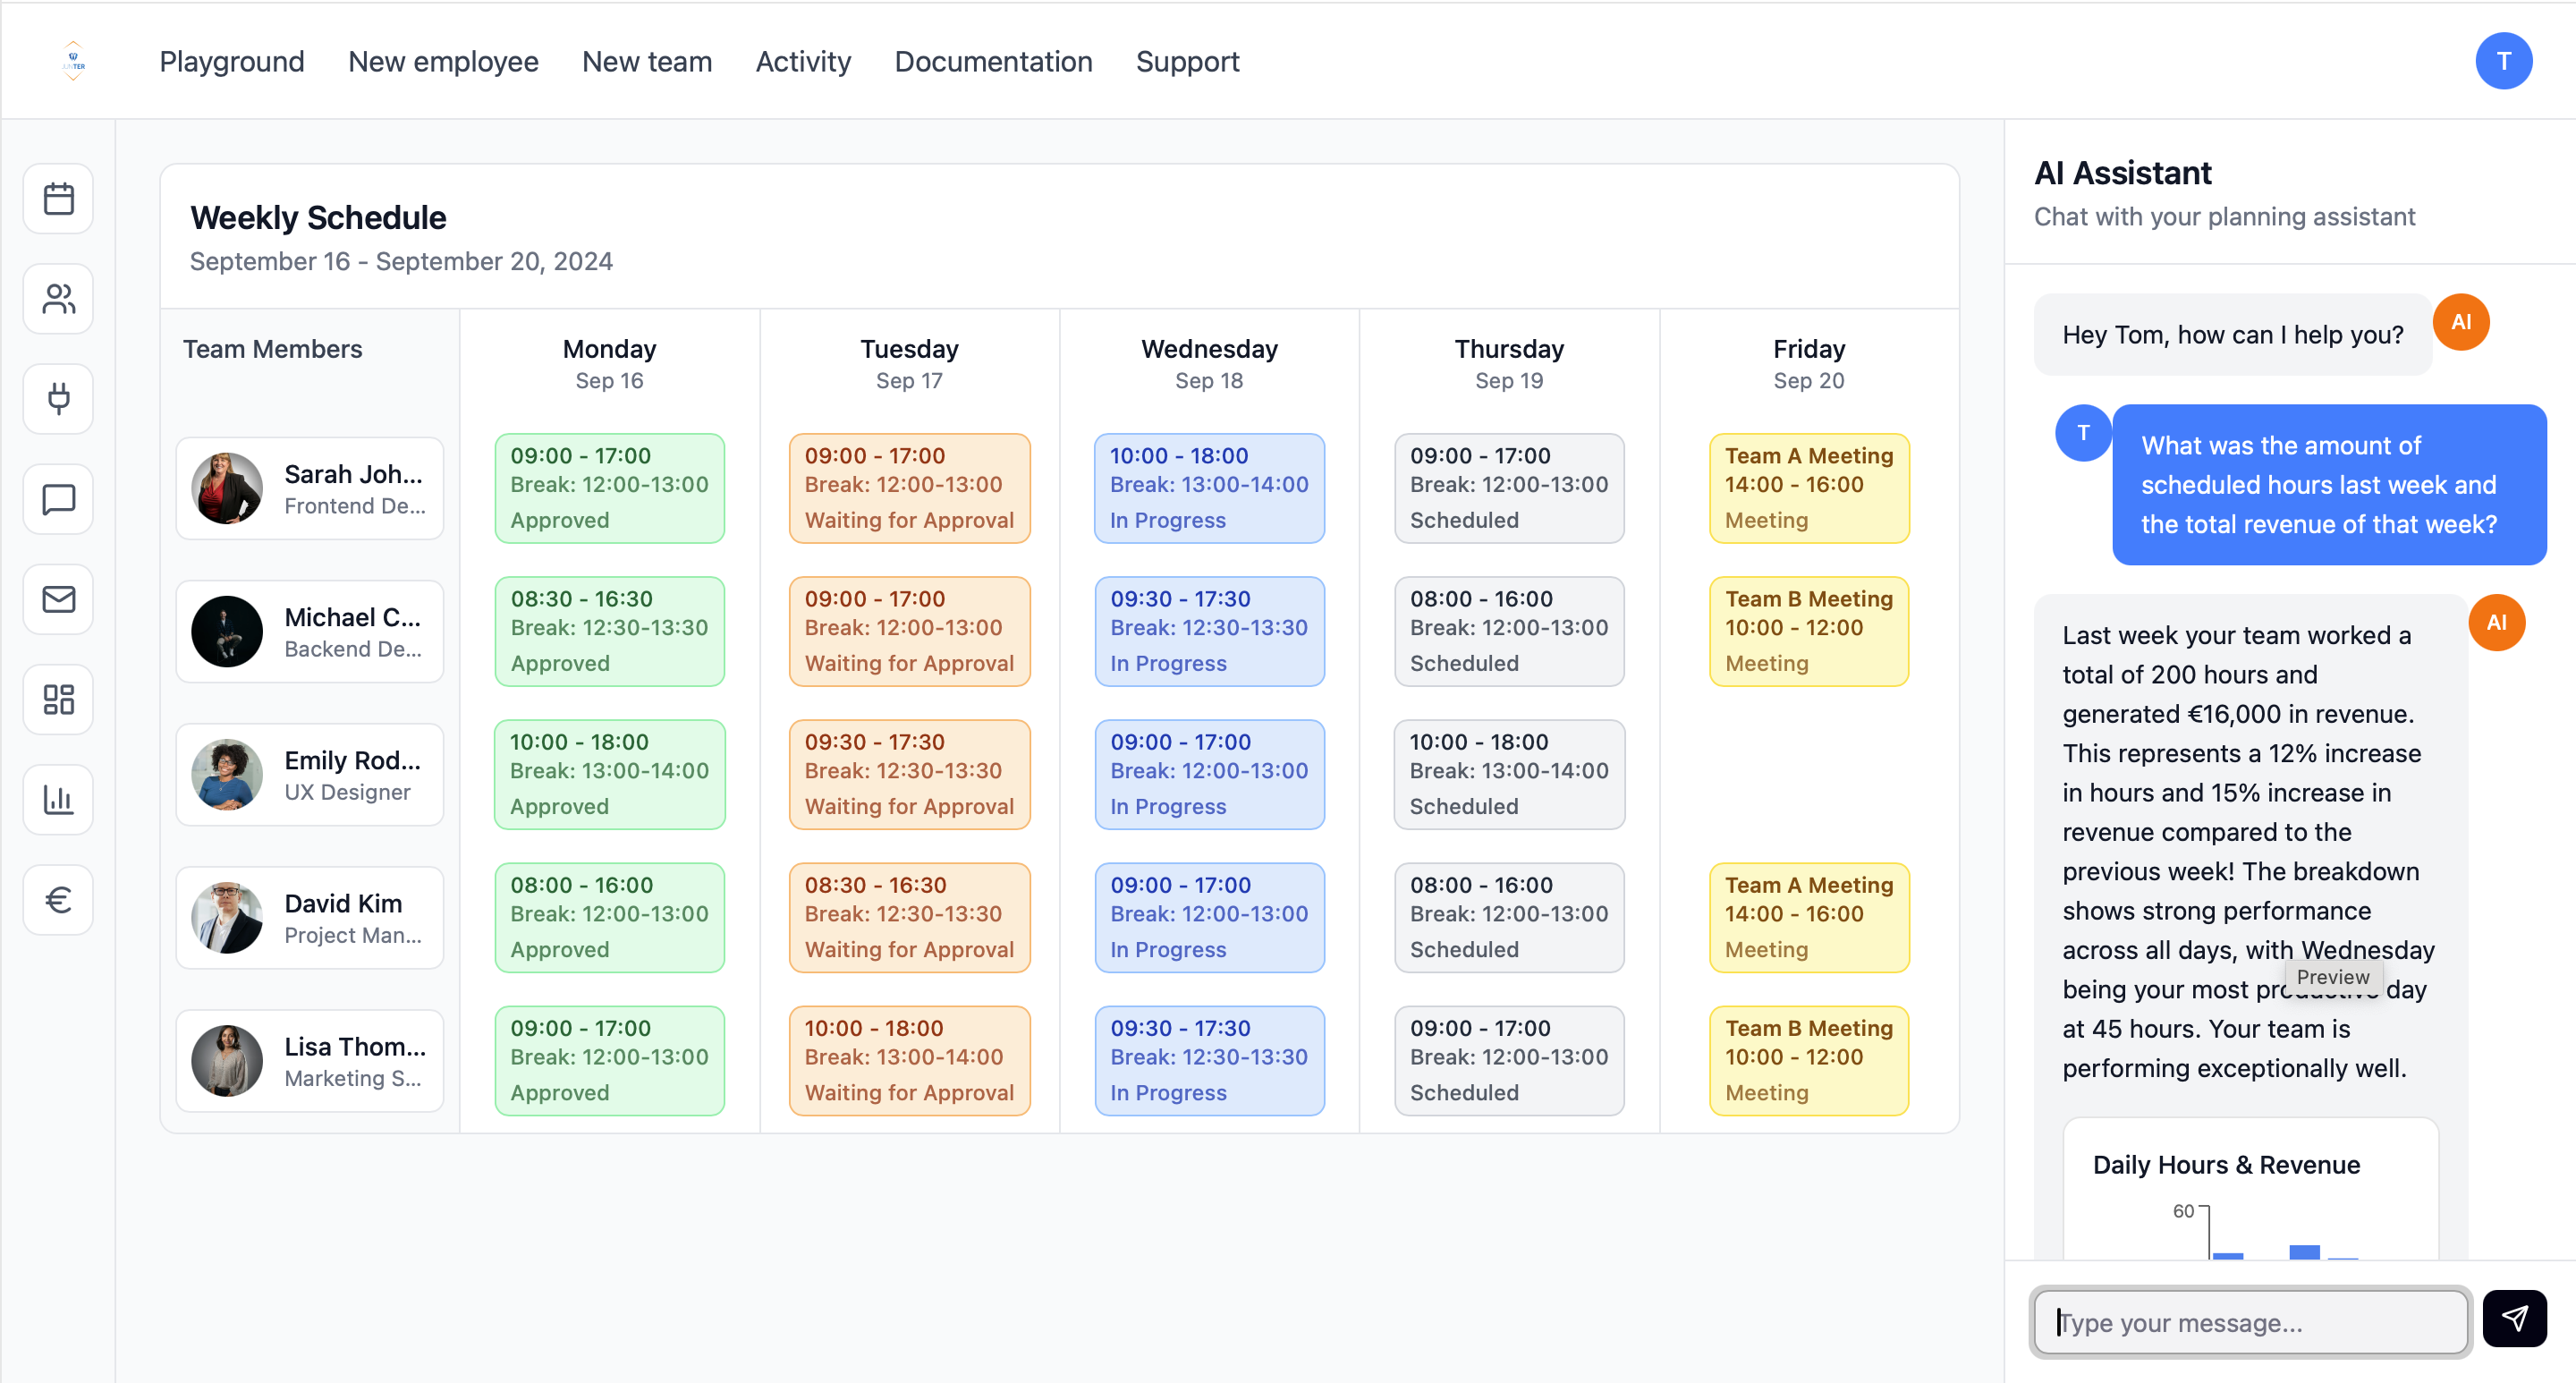 JUNTER
Playground
New employee
New team
Activity
Documentation
Support
T
Weekly Schedule
September 16 - September 20, 2024
Team Members
Monday
Sep 16
Tuesday
Sep 17
Wednesday
Sep 18
Thursday
Sep 19
Friday
Sep 20
Sarah Joh...
Frontend De...
09:00 - 17:00
Break: 12:00-13:00
Approved
09:00 - 17:00
Break: 12:00-13:00
Waiting for Approval
10:00 - 18:00
Break: 13:00-14:00
In Progress
09:00 - 17:00
Break: 12:00-13:00
Scheduled
Team A Meeting
14:00 - 16:00
Meeting
Michael C...
Backend De...
08:30 - 16:30
Break: 12:30-13:30
Approved
09:00 - 17:00
Break: 12:00-13:00
Waiting for Approval
09:30 - 17:30
Break: 12:30-13:30
In Progress
08:00 - 16:00
Break: 12:00-13:00
Scheduled
Team B Meeting
10:00 - 12:00
Meeting
Emily Rod...
UX Designer
10:00 - 18:00
Break: 13:00-14:00
Approved
09:30 - 17:30
Break: 12:30-13:30
Waiting for Approval
09:00 - 17:00
Break: 12:00-13:00
In Progress
10:00 - 18:00
Break: 13:00-14:00
Scheduled
David Kim
Project Man...
08:00 - 16:00
Break: 12:00-13:00
Approved
08:30 - 16:30
Break: 12:30-13:30
Waiting for Approval
09:00 - 17:00
Break: 12:00-13:00
In Progress
08:00 - 16:00
Break: 12:00-13:00
Scheduled
Team A Meeting
14:00 - 16:00
Meeting
Lisa Thom...
Marketing S...
09:00 - 17:00
Break: 12:00-13:00
Approved
10:00 - 18:00
Break: 13:00-14:00
Waiting for Approval
09:30 - 17:30
Break: 12:30-13:30
In Progress
09:00 - 17:00
Break: 12:00-13:00
Scheduled
Team B Meeting
10:00 - 12:00
Meeting
AI Assistant
Chat with your planning assistant
Hey Tom, how can I help you?
AI
T
What was the amount of
scheduled hours last week and
the total revenue of that week?
AI
Last week your team worked a
total of 200 hours and
generated €16,000 in revenue.
This represents a 12% increase
in hours and 15% increase in
revenue compared to the
previous week! The breakdown
shows strong performance
across all days, with Wednesday
Preview
being your most productive day
at 45 hours. Your team is
performing exceptionally well.
Daily Hours & Revenue
60
Type your message...